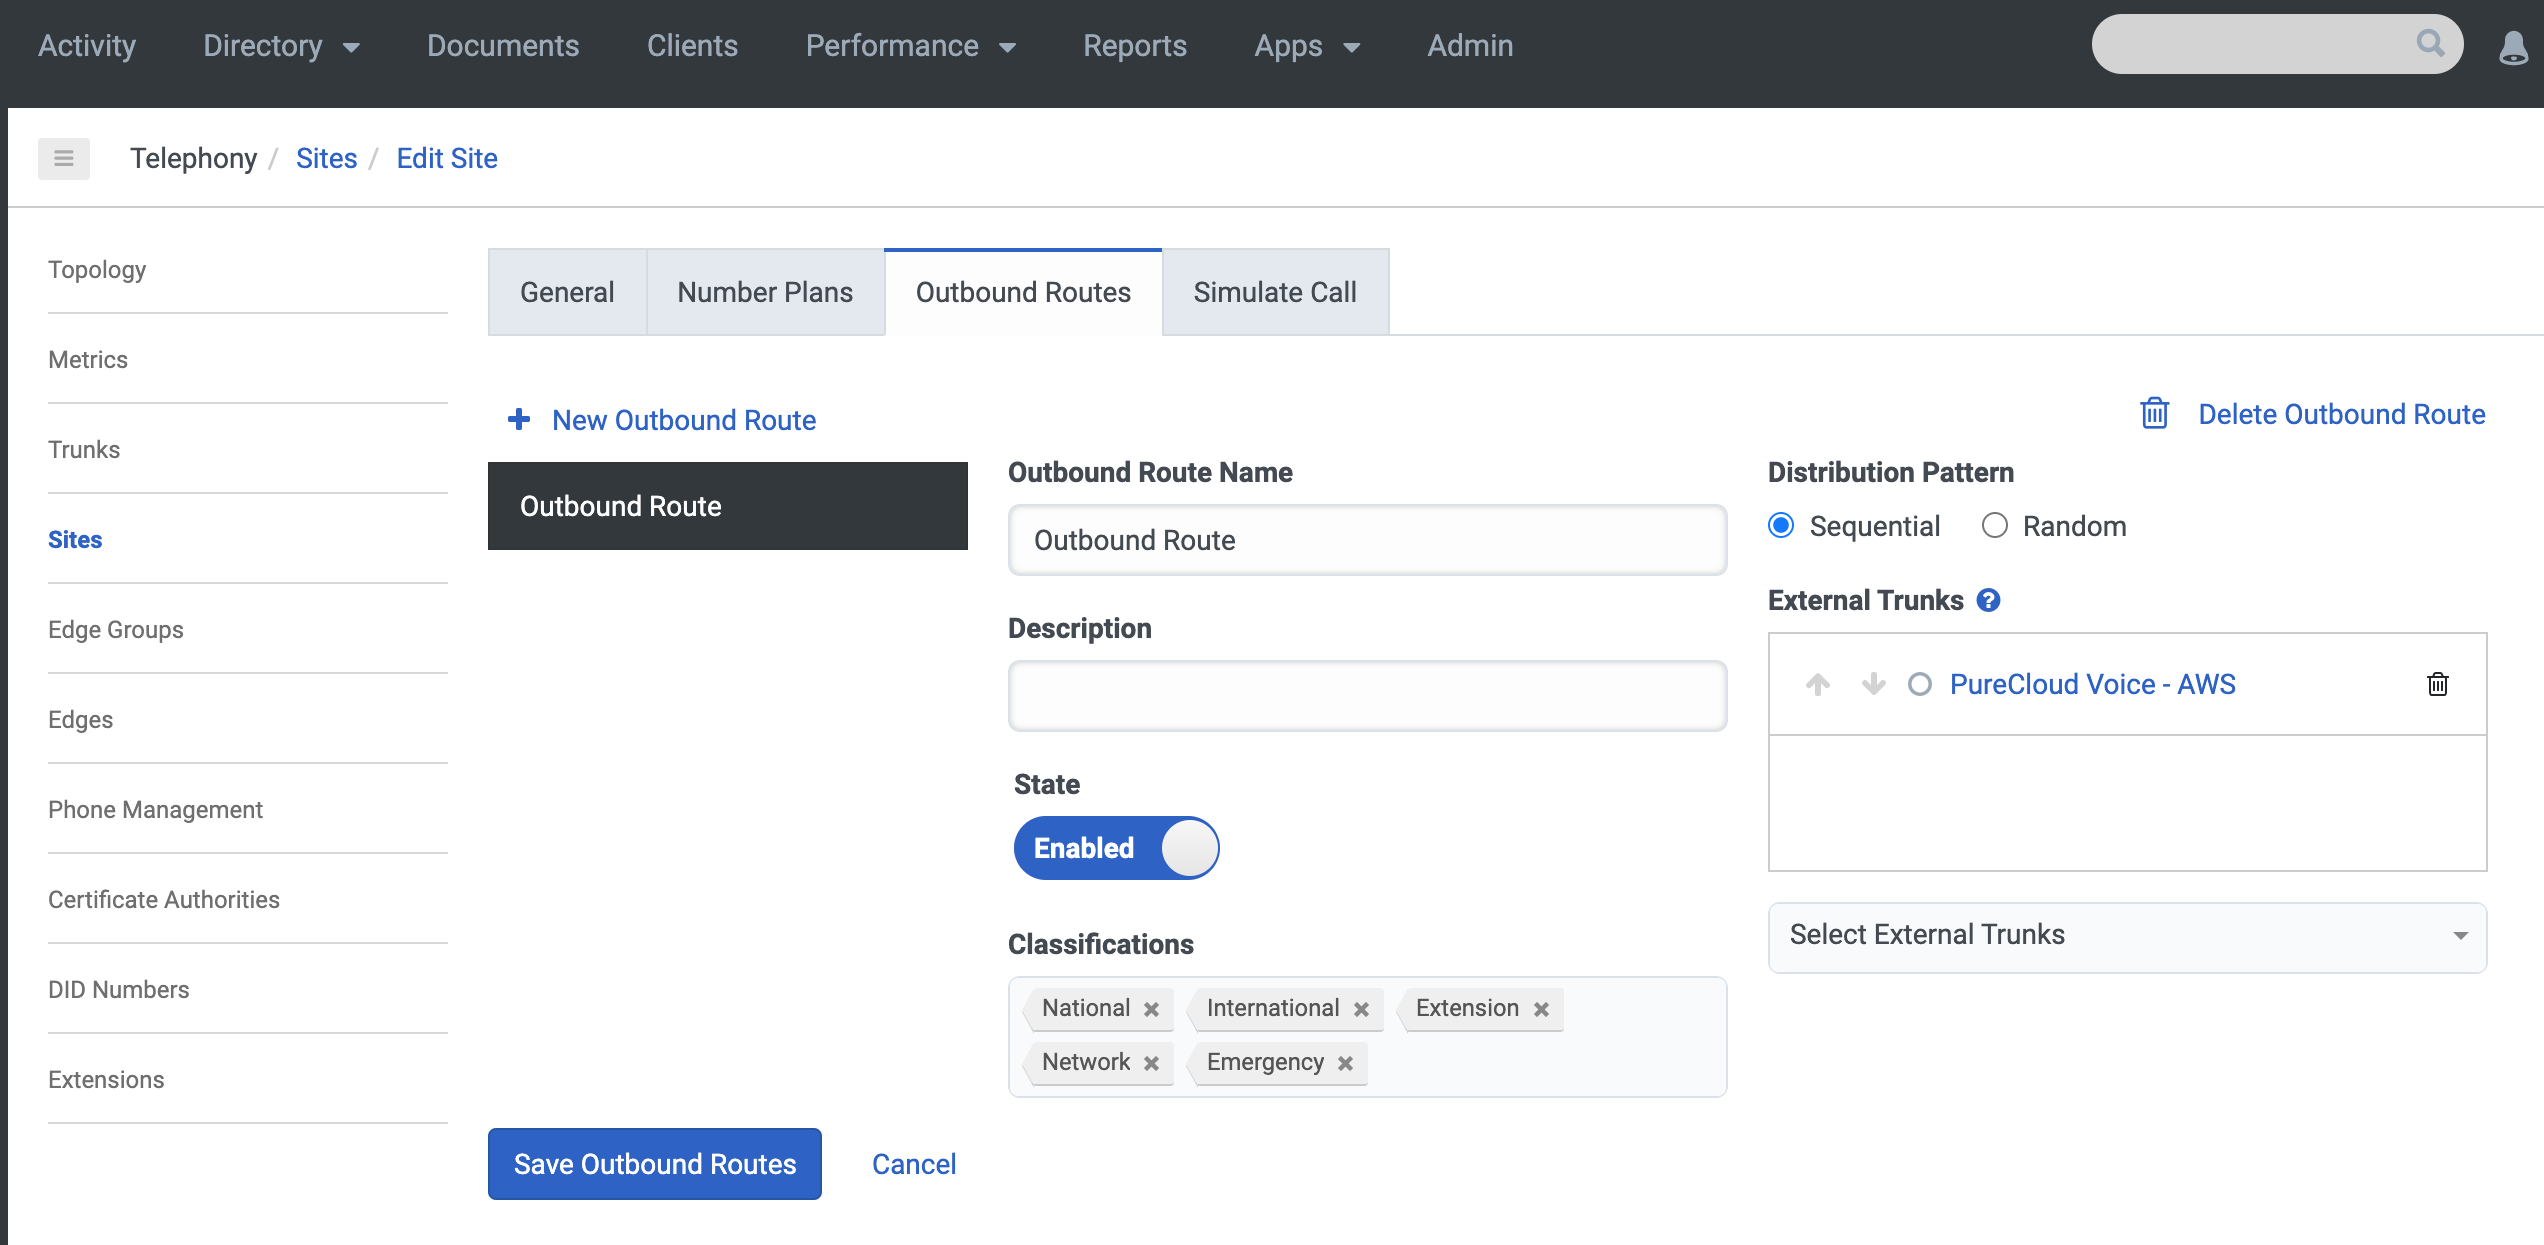 Activity Directory Documents Clients Performance Reports Apps Admin
Telephony / Sites / Edit Site
Topology
Metrics
Trunks
Sites
Edge Groups
Edges
Phone Management
Certificate Authorities
DID Numbers
Extensions
General Number Plans Outbound Routes Simulate Call
+ New Outbound Route
Outbound Route
Delete Outbound Route
Outbound Route Name
Outbound Route
Description
State
Enabled
Classifications
National × International × Extension ×
Network × Emergency ×
Distribution Pattern
Sequential Random
External Trunks ?
PureCloud Voice - AWS
Select External Trunks
Save Outbound Routes Cancel